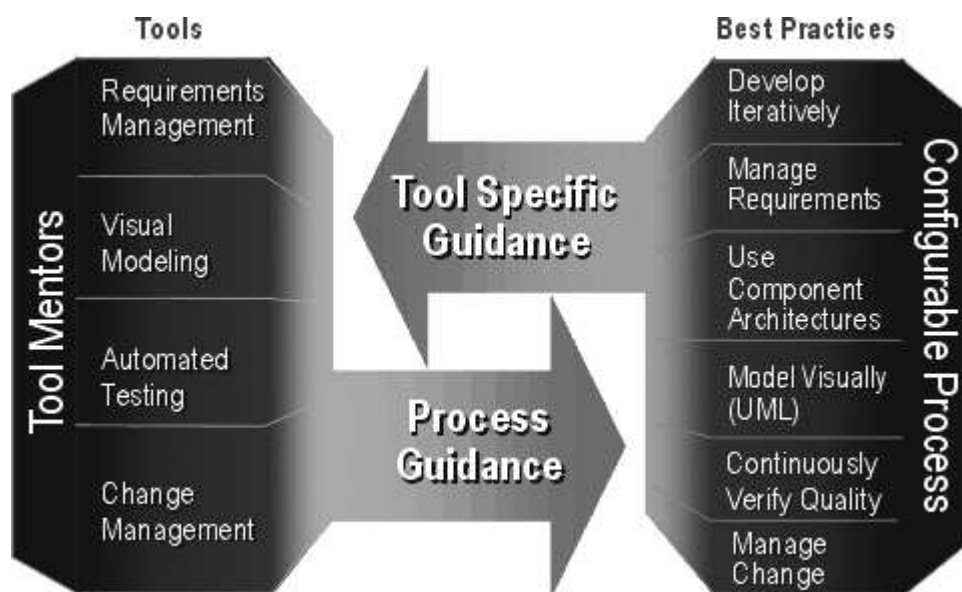 Tools
Best Practices
Tool Mentors
Requirements
Management
Visual
Modeling
Automated
Testing
Change
Management
Tool Specific
Guidance
Process
Guidance
Develop
Iteratively
Manage
Requirements
Use
Component
Architectures
Model Visually
(UML)
Continuously
Verify Quality
Manage
Change
Configurable Process